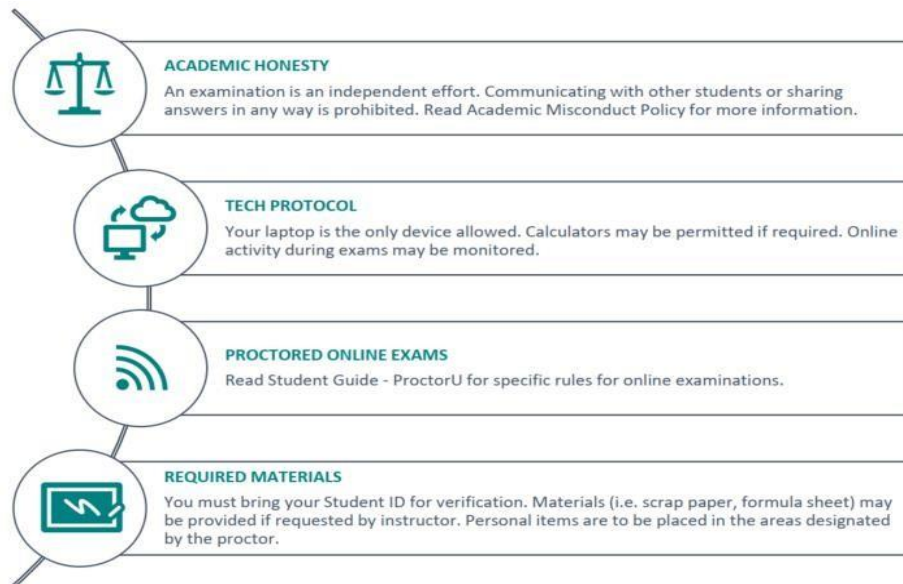 ACADEMIC HONESTY
An examination is an independent effort. Communicating with other students or sharing
answers in any way is prohibited. Read Academic Misconduct Policy for more information.
TECH PROTOCOL
Your laptop is the only device allowed. Calculators may be permitted if required. Online
activity during exams may be monitored.
PROCTORED ONLINE EXAMS
Read Student Guide - ProctorU for specific rules for online examinations.
REQUIRED MATERIALS
You must bring your Student ID for verification. Materials (i.e. scrap paper, formula sheet) may
be provided if requested by instructor. Personal items are to be placed in the areas designated
by the proctor.